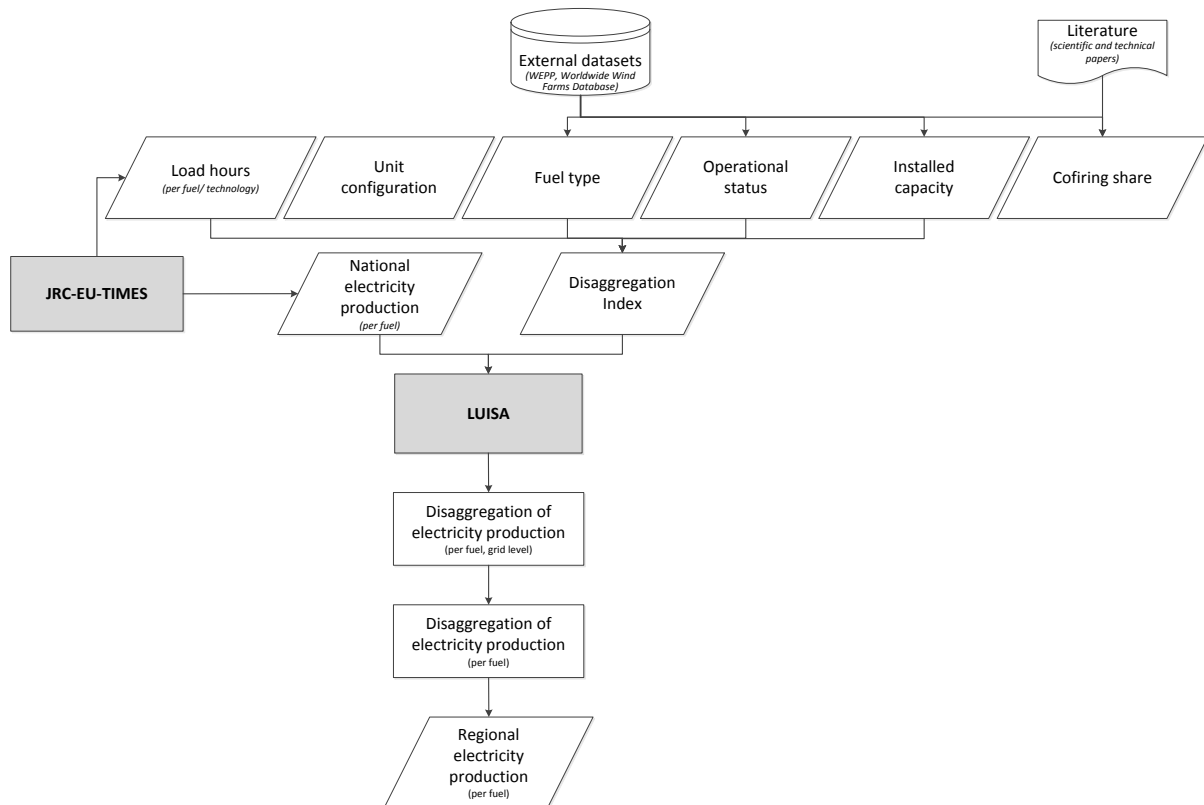 External datasets
(WEPP, Worldwide Wind
Farms Database)
Literature
(scientific and technical
papers)
Load hours
(per fuel/ technology)
Unit
configuration
Fuel type
Operational
status
Installed
capacity
Cofiring share
JRC-EU-TIMES
National
electricity
production
(per fuel)
Disaggregation
Index
LUISA
Disaggregation of
electricity production
(per fuel, grid level)
Disaggregation of
electricity production
(per fuel)
Regional
electricity
production
(per fuel)